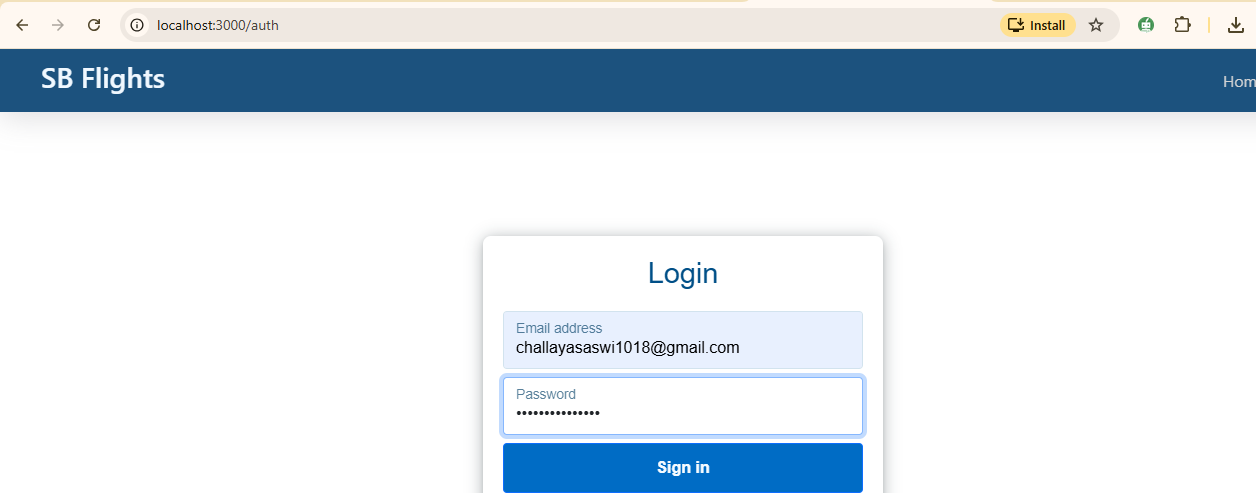 localhost:3000/auth
Install
SB Flights
Hom
Login
Email address
challayasaswi1018@gmail.com
Password
•••••••••••••••
Sign in